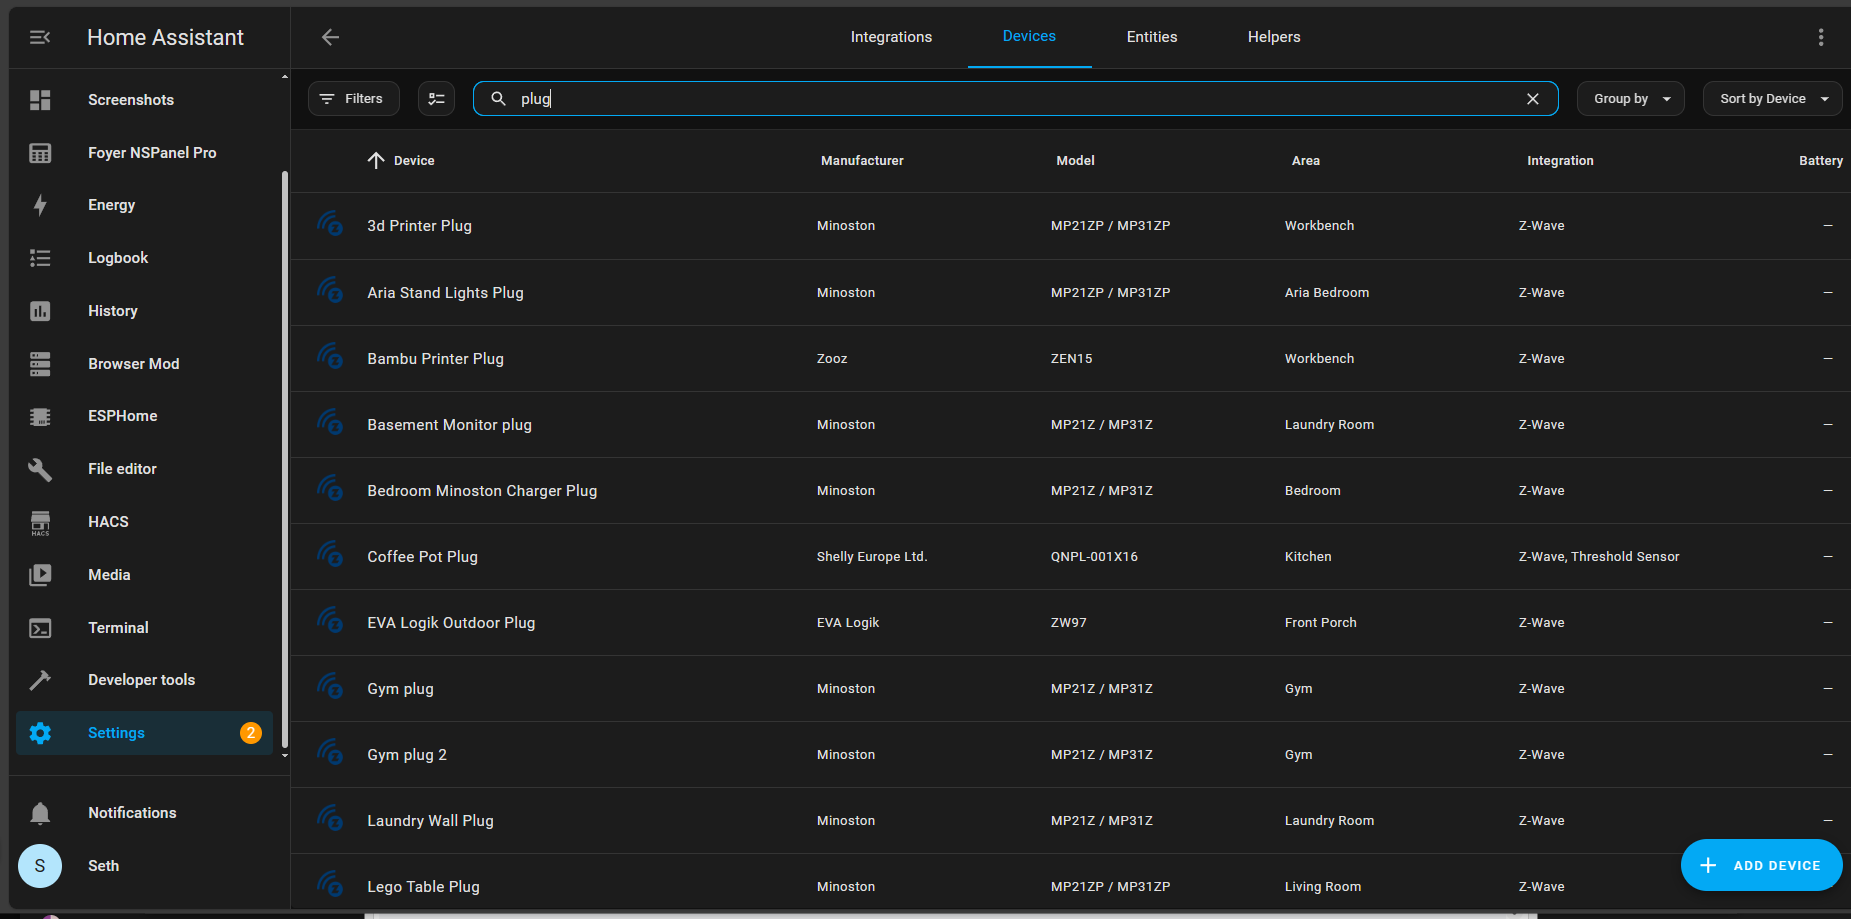 Home Assistant
Integrations Devices Entities Helpers
Screenshots
Foyer NSPanel Pro
Energy
Logbook
History
Browser Mod
ESPHome
File editor
HACS
HACS
Media
Terminal
Developer tools
Settings 2
Notifications
S Seth
Filters plug Group by Sort by Device
Device Manufacturer Model Area Integration Battery
3d Printer Plug Minoston MP21ZP / MP31ZP Workbench Z-Wave —
Aria Stand Lights Plug Minoston MP21ZP / MP31ZP Aria Bedroom Z-Wave —
Bambu Printer Plug Zooz ZEN15 Workbench Z-Wave —
Basement Monitor plug Minoston MP21Z / MP31Z Laundry Room Z-Wave —
Bedroom Minoston Charger Plug Minoston MP21Z / MP31Z Bedroom Z-Wave —
Coffee Pot Plug Shelly Europe Ltd. QNPL-001X16 Kitchen Z-Wave, Threshold Sensor —
EVA Logik Outdoor Plug EVA Logik ZW97 Front Porch Z-Wave —
Gym plug Minoston MP21Z / MP31Z Gym Z-Wave —
Gym plug 2 Minoston MP21Z / MP31Z Gym Z-Wave —
Laundry Wall Plug Minoston MP21Z / MP31Z Laundry Room Z-Wave —
Lego Table Plug Minoston MP21ZP / MP31ZP Living Room Z-Wave
ADD DEVICE